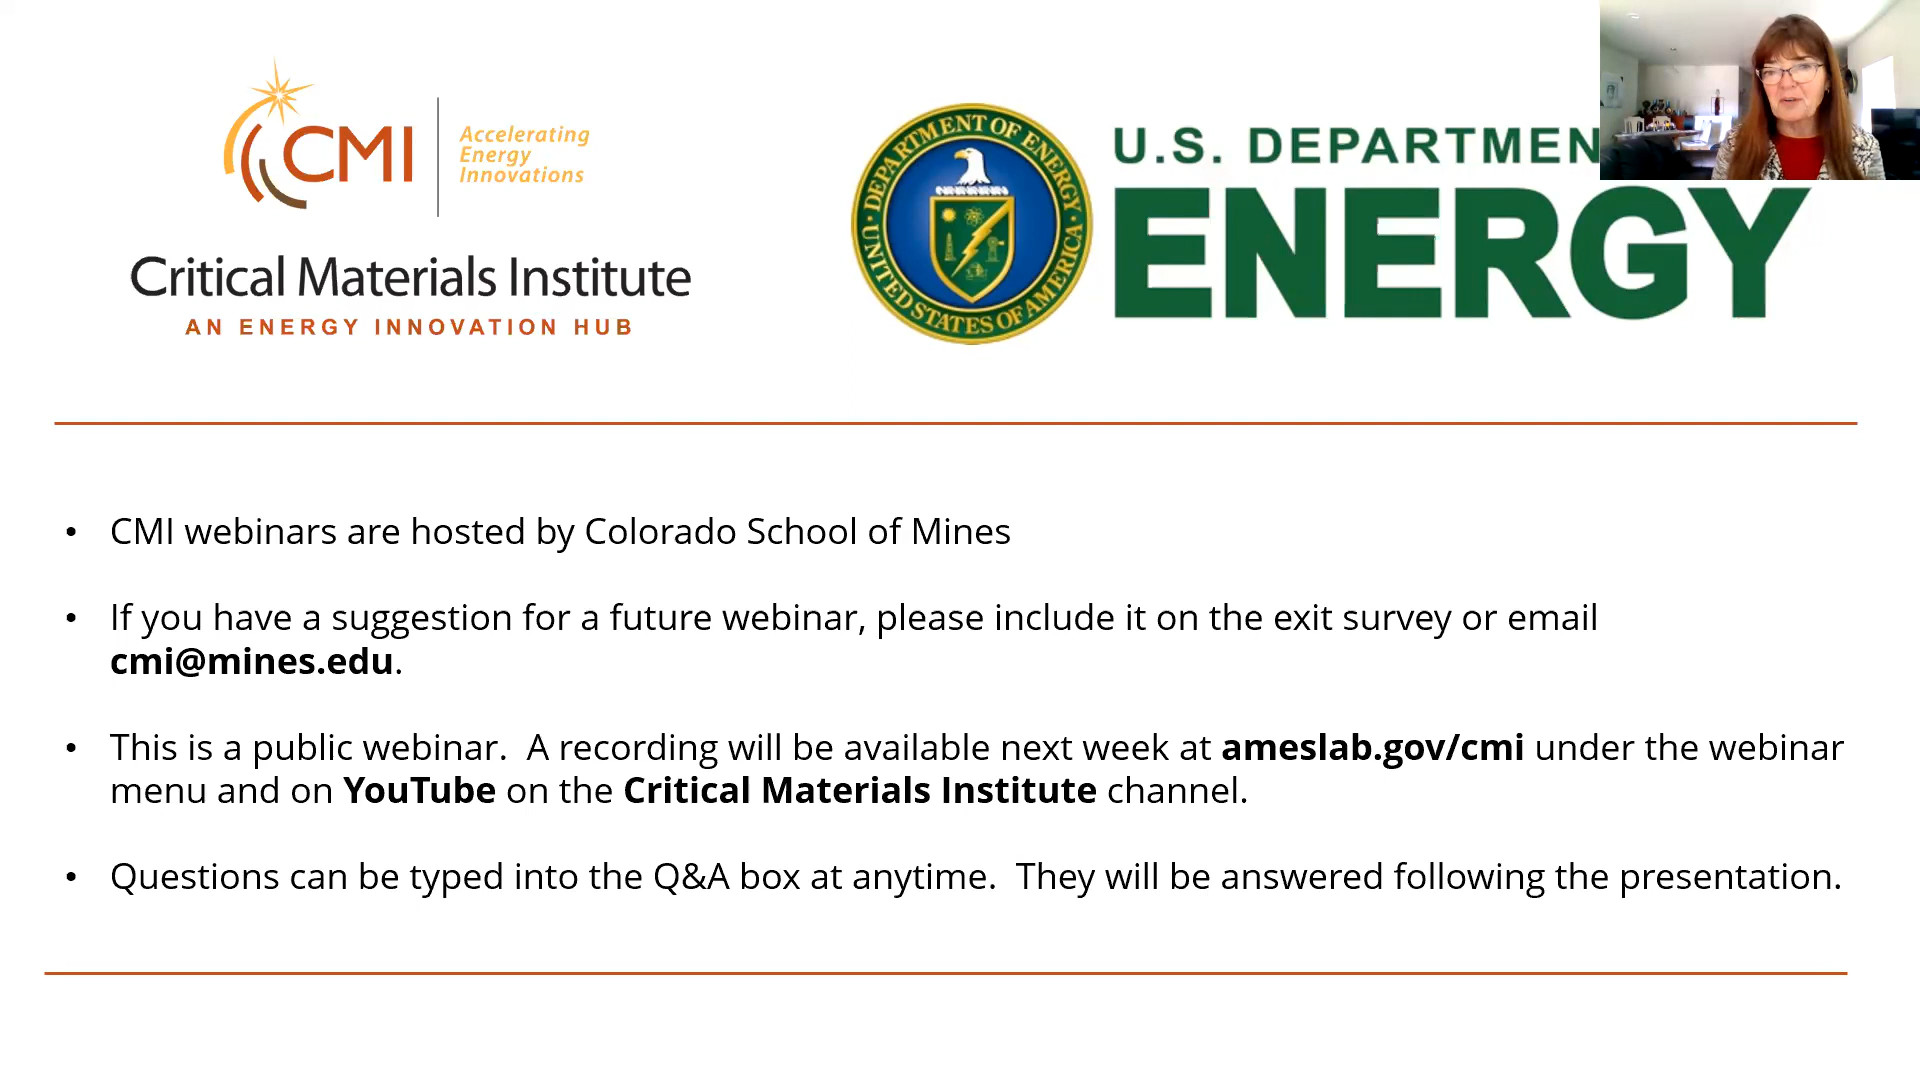 CMI
Accelerating
Energy
Innovations
Critical Materials Institute
AN ENERGY INNOVATION HUB
DEPARTMENT OF ENERGY
UNITED STATES OF AMERICA
U.S.
ENERGY
• CMI webinars are hosted by Colorado School of Mines
• If you have a suggestion for a future webinar, please include it on the exit survey or email
cmi@mines.edu.
• This is a public webinar.  A recording will be available next week at ameslab.gov/cmi under the webinar
menu and on YouTube on the Critical Materials Institute channel.
• Questions can be typed into the Q&A box at anytime.  They will be answered following the presentation.